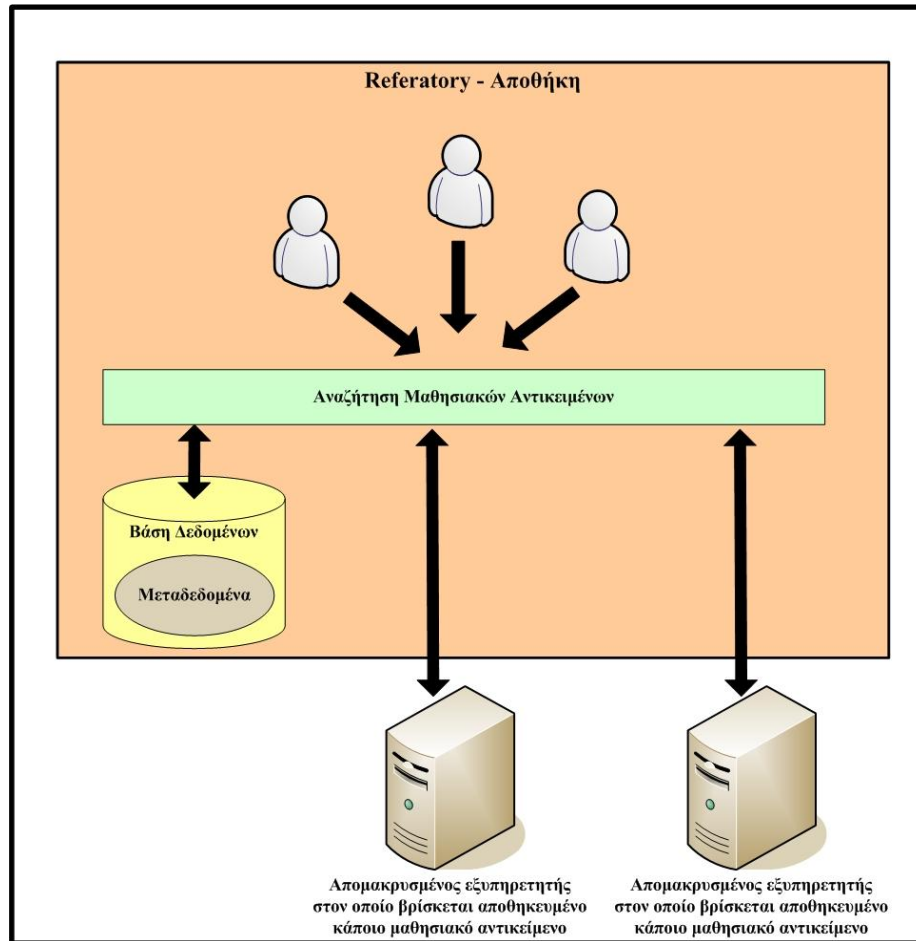 Referatory - Αποθήκη
Αναζήτηση Μαθησιακών Αντικειμένων
Βάση Δεδομένων
Μεταδεδομένα
Απομακρυσμένος εξυπηρετητής
στον οποίο βρίσκεται αποθηκευμένο
κάποιο μαθησιακό αντικείμενο
Απομακρυσμένος εξυπηρετητής
στον οποίο βρίσκεται αποθηκευμένο
κάποιο μαθησιακό αντικείμενο